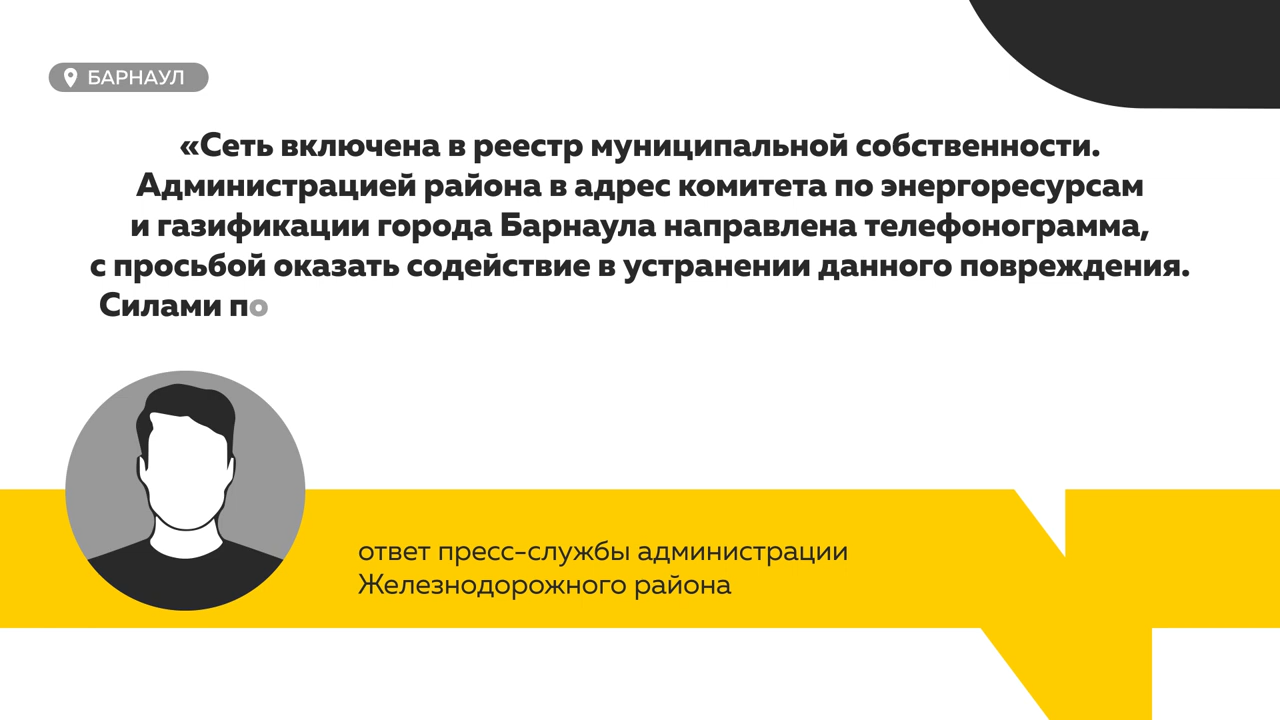 БАРНАУЛ
«Сеть включена в реестр муниципальной собственности.
Администрацией района в адрес комитета по энергоресурсам
и газификации города Барнаула направлена телефонограмма,
с просьбой оказать содействие в устранении данного повреждения.
Силами по
ответ пресс-службы администрации
Железнодорожного района